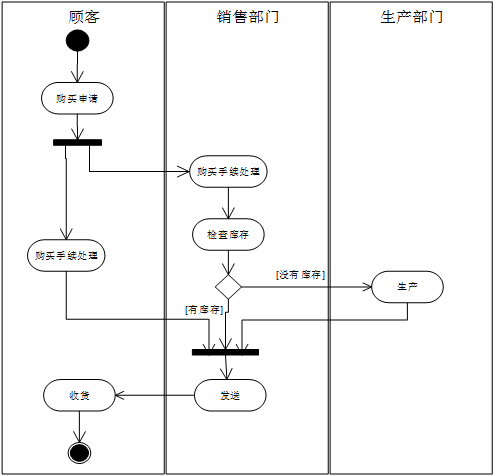 顾客
销售部门
生产部门
购买申请
购买手续处理
检查库存
购买手续处理
[没有库存]
生产
[有库存]
收货
发送